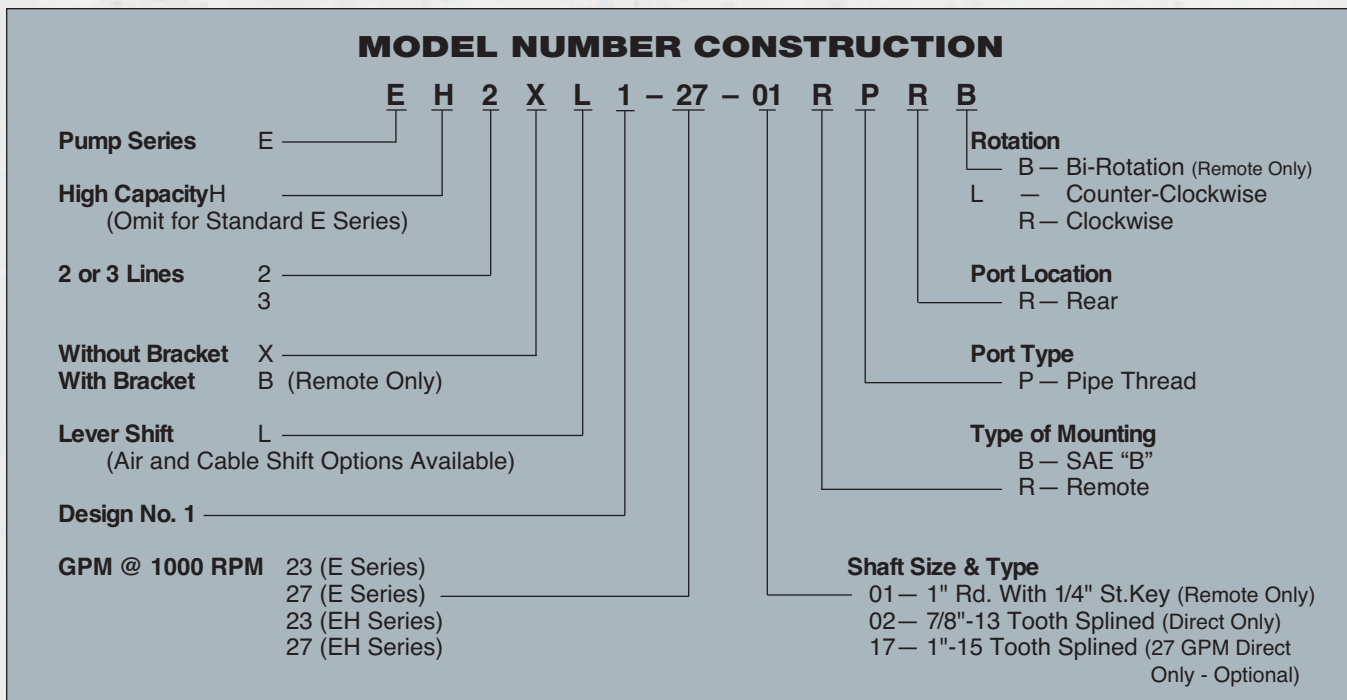 MODEL NUMBER CONSTRUCTION
E H 2 X L 1 – 27 – 01 R P R B
Pump Series E
High CapacityH
(Omit for Standard E Series)
2 or 3 Lines 2
3
Without Bracket X
With Bracket B (Remote Only)
Lever Shift L
(Air and Cable Shift Options Available)
Design No. 1
GPM @ 1000 RPM 23 (E Series)
27 (E Series)
23 (EH Series)
27 (EH Series)
Rotation
B — Bi-Rotation (Remote Only)
L — Counter-Clockwise
R — Clockwise
Port Location
R — Rear
Port Type
P — Pipe Thread
Type of Mounting
B — SAE “B”
R — Remote
Shaft Size & Type
01— 1" Rd. With 1/4" St.Key (Remote Only)
02— 7/8"-13 Tooth Splined (Direct Only)
17— 1"-15 Tooth Splined (27 GPM Direct
Only - Optional)